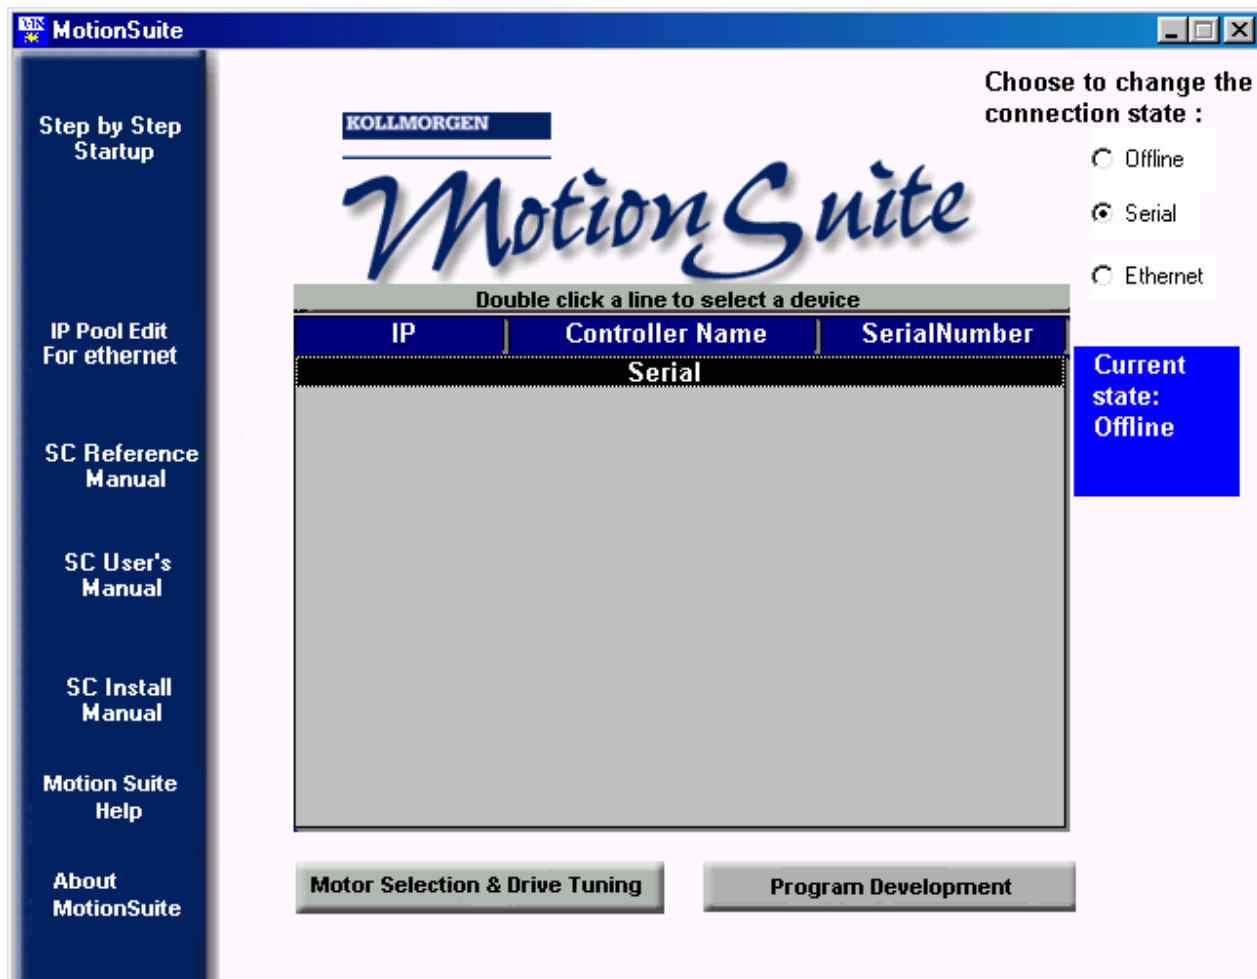 MotionSuite
Step by Step
Startup
IP Pool Edit
For ethernet
SC Reference
Manual
SC User's
Manual
SC Install
Manual
Motion Suite
Help
About
MotionSuite
KOLLMORGEN
MotionSuite
Choose to change the
connection state :
Offline
Serial
Ethernet
Double click a line to select a device
IP Controller Name SerialNumber
Serial
Current
state:
Offline
Motor Selection & Drive Tuning
Program Development